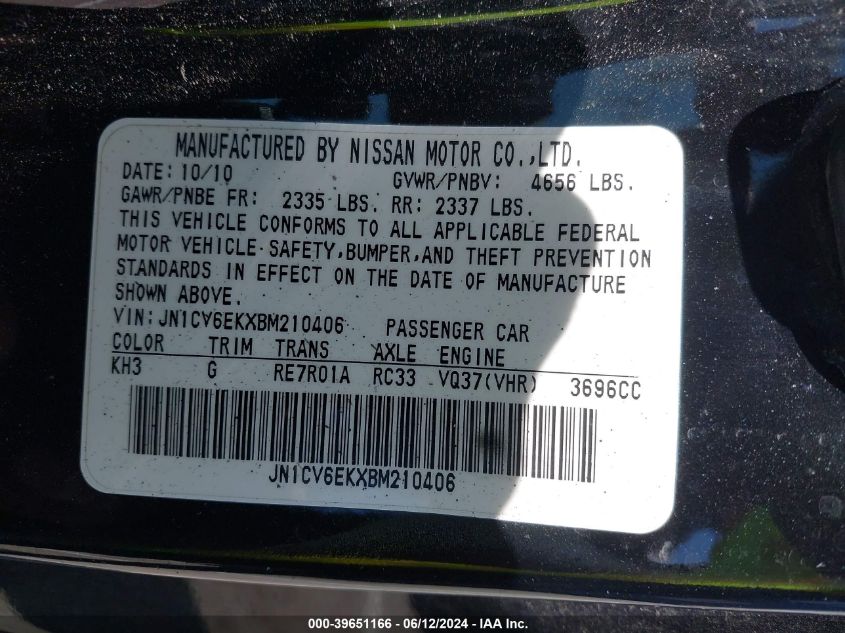 MANUFACTURED BY NISSAN MOTOR CO.,LTD.
DATE: 10/10 GVWR/PNBV: 4656 LBS.
GAWR/PNBE FR: 2335 LBS. RR: 2337 LBS.
THIS VEHICLE CONFORMS TO ALL APPLICABLE FEDERAL
MOTOR VEHICLE SAFETY,BUMPER,AND THEFT PREVENTION
STANDARDS IN EFFECT ON THE DATE OF MANUFACTURE
SHOWN ABOVE.
VIN: JN1CV6EKXBM210406 PASSENGER CAR
COLOR TRIM TRANS AXLE ENGINE
KH3 G RE7R01A RC33 VQ37(VHR) 3696CC
JN1CV6EKXBM210406
000-39651166 - 06/12/2024 - IAA Inc.